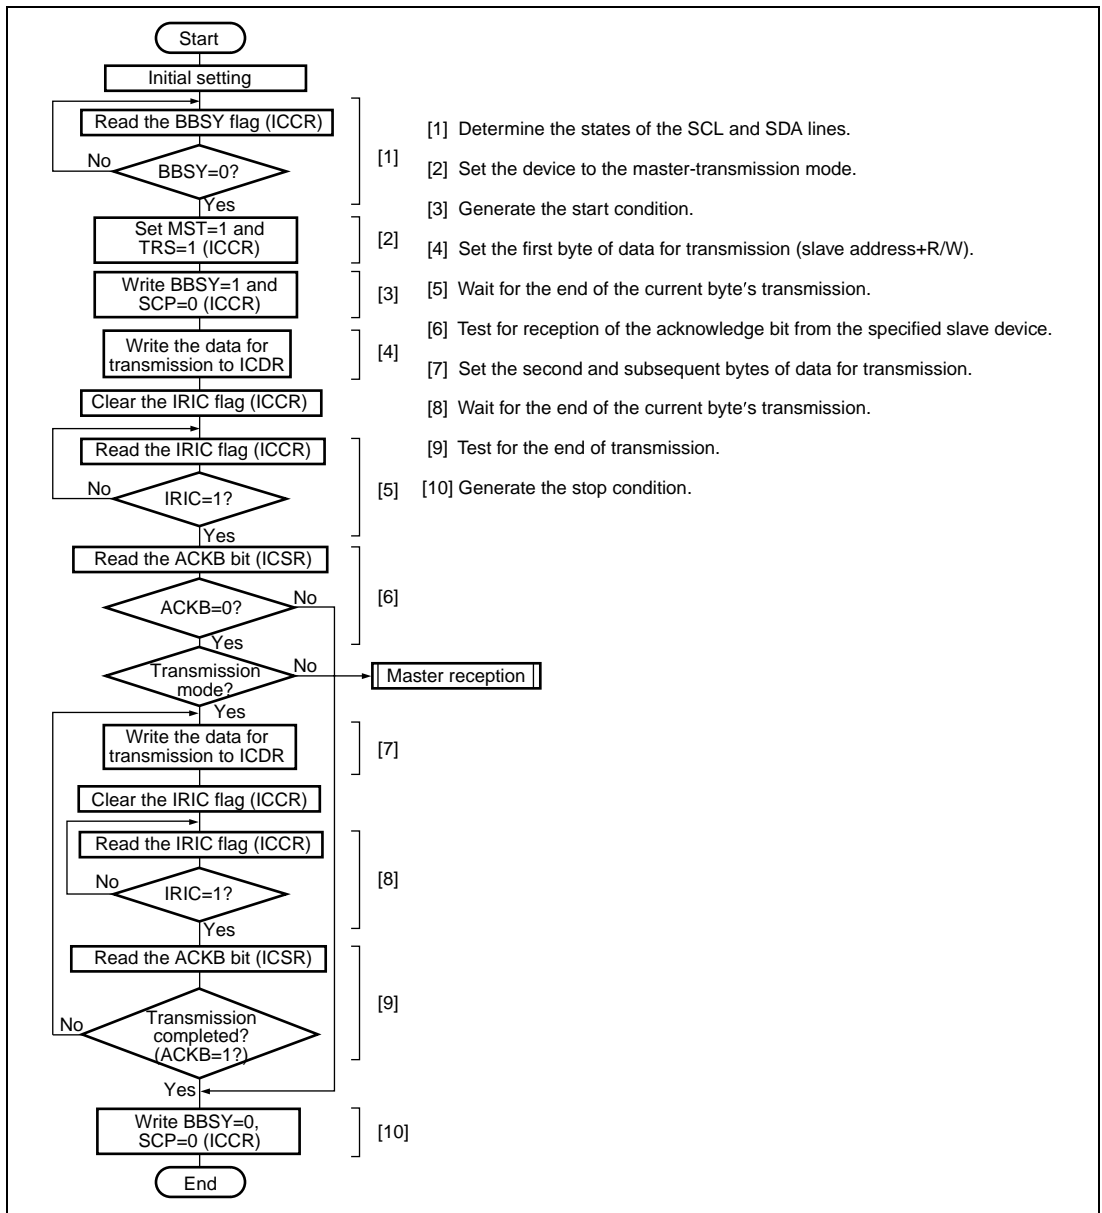 Start
Initial setting
Read the BBSY flag (ICCR)
No
BBSY=0?
Yes
[1]
Set MST=1 and
TRS=1 (ICCR)
[2]
Write BBSY=1 and
SCP=0 (ICCR)
[3]
Write the data for
transmission to ICDR
[4]
Clear the IRIC flag (ICCR)
Read the IRIC flag (ICCR)
No
IRIC=1?
Yes
[5]
Read the ACKB bit (ICSR)
ACKB=0?
No
Yes
[6]
Transmission
mode?
No
Master reception
Yes
Write the data for
transmission to ICDR
[7]
Clear the IRIC flag (ICCR)
Read the IRIC flag (ICCR)
No
IRIC=1?
Yes
[8]
Read the ACKB bit (ICSR)
No
Transmission
completed?
(ACKB=1?)
Yes
[9]
Write BBSY=0,
SCP=0 (ICCR)
[10]
End
[1] Determine the states of the SCL and SDA lines.
[2] Set the device to the master-transmission mode.
[3] Generate the start condition.
[4] Set the first byte of data for transmission (slave address+R/W).
[5] Wait for the end of the current byte′s transmission.
[6] Test for reception of the acknowledge bit from the specified slave device.
[7] Set the second and subsequent bytes of data for transmission.
[8] Wait for the end of the current byte′s transmission.
[9] Test for the end of transmission.
[10] Generate the stop condition.